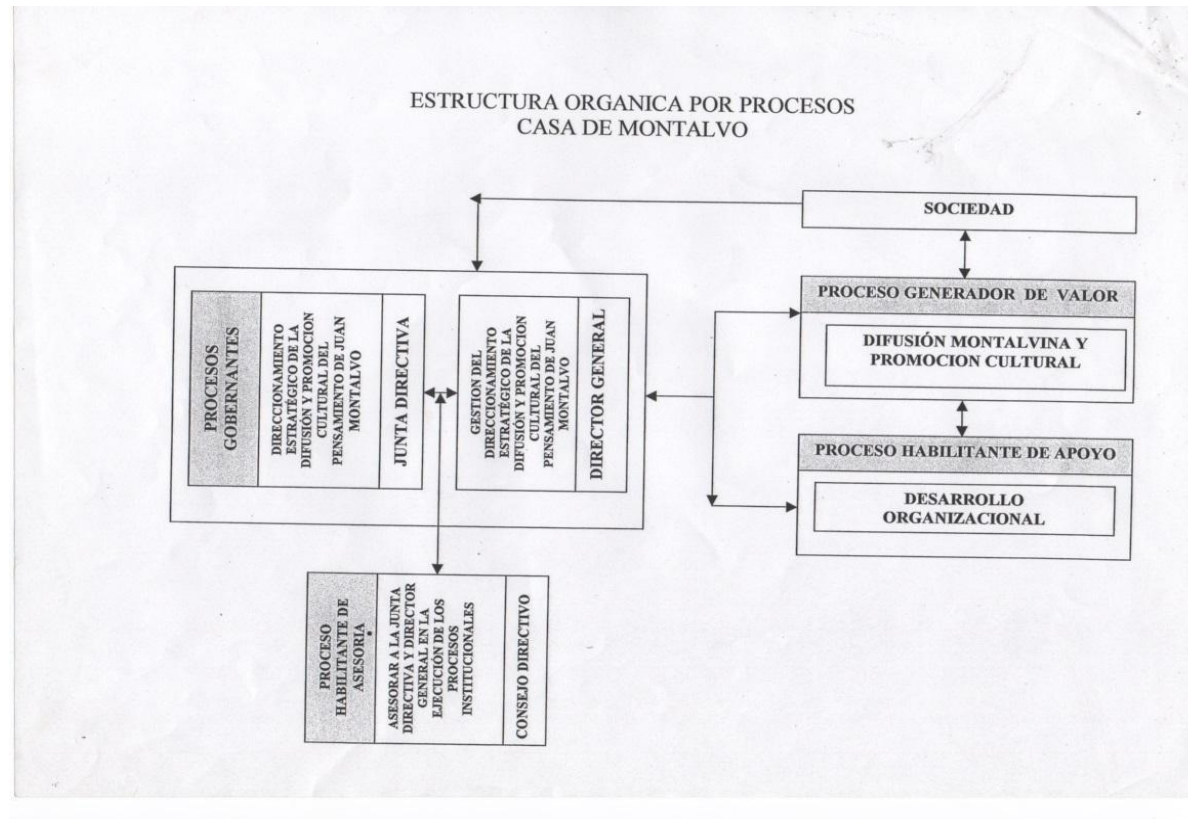 ESTRUCTURA ORGANICA POR PROCESOS
CASA DE MONTALVO
SOCIEDAD
PROCESO GENERADOR DE VALOR
DIFUSIÓN MONTALVINA Y
PROMOCION CULTURAL
PROCESO HABILITANTE DE APOYO
DESARROLLO
ORGANIZACIONAL
PROCESOS
GOBERNANTES
DIRECCIONAMIENTO
ESTRATÉGICO DE LA
DIFUSIÓN Y PROMOCION
CULTURAL DEL
PENSAMIENTO DE JUAN
MONTALVO
JUNTA DIRECTIVA
GESTION DEL
DIRECCIONAMIENTO
ESTRATÉGICO DE LA
DIFUSIÓN Y PROMOCION
CULTURAL DEL
PENSAMIENTO DE JUAN
MONTALVO
DIRECTOR GENERAL
PROCESO
HABILITANTE DE
ASESORIA
ASESORAR A LA JUNTA
DIRECTIVA Y DIRECTOR
GENERAL EN LA
EJECUCIÓN DE LOS
PROCESOS
INSTITUCIONALES
CONSEJO DIRECTIVO